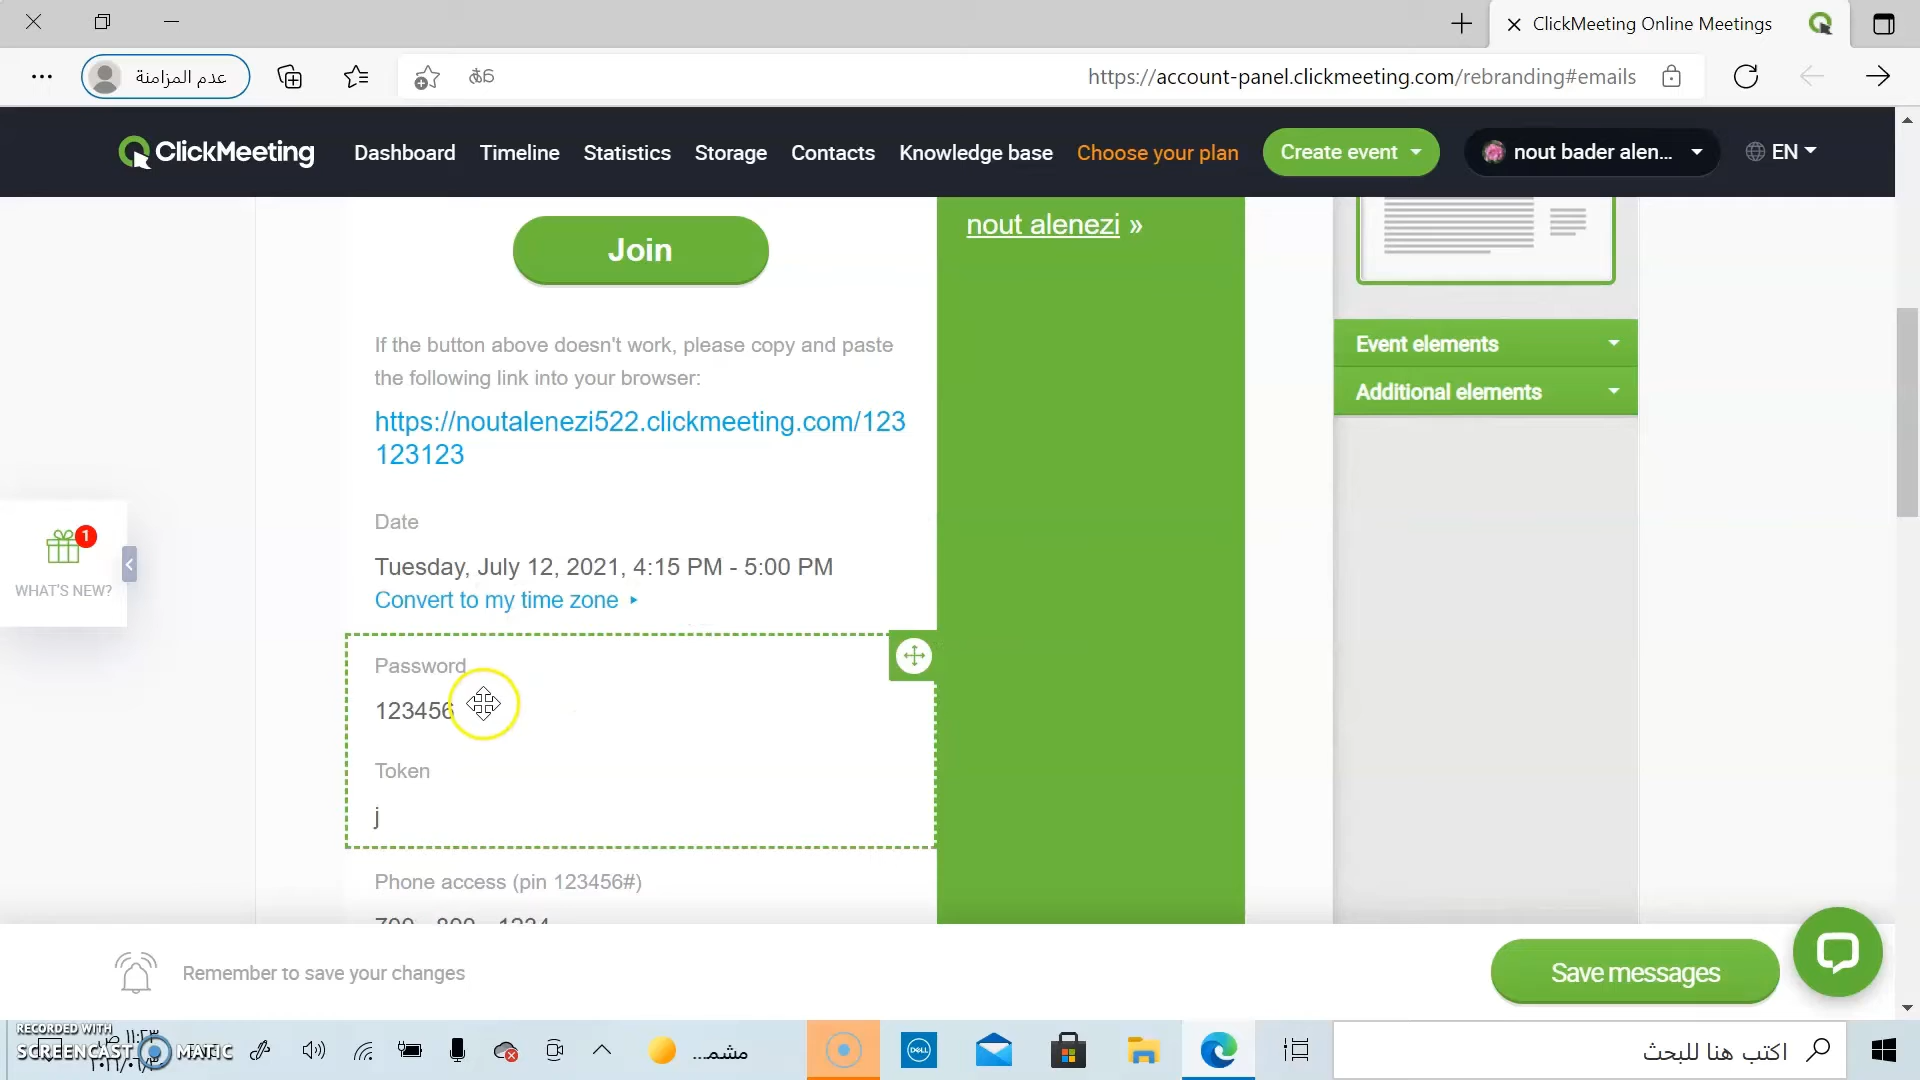 ClickMeeting Online Meetings
عدم المزامنة
https://account-panel.clickmeeting.com/rebranding#emails
ClickMeeting
Dashboard
Timeline
Statistics
Storage
Contacts
Knowledge base
Choose your plan
Create event
nout bader alen...
EN
nout alenezi »
Join
If the button above doesn't work, please copy and paste
the following link into your browser:
https://noutalenezi522.clickmeeting.com/123
123123
Date
Tuesday, July 12, 2021, 4:15 PM - 5:00 PM
Convert to my time zone
Password
123456
Token
j
Phone access (pin 123456#)
Event elements
Additional elements
1
WHAT'S NEW?
Remember to save your changes
Save messages
RECORDED WITH
SCREENCAST MATIC
مشمـ...
DELL
اكتب هنا للبحث